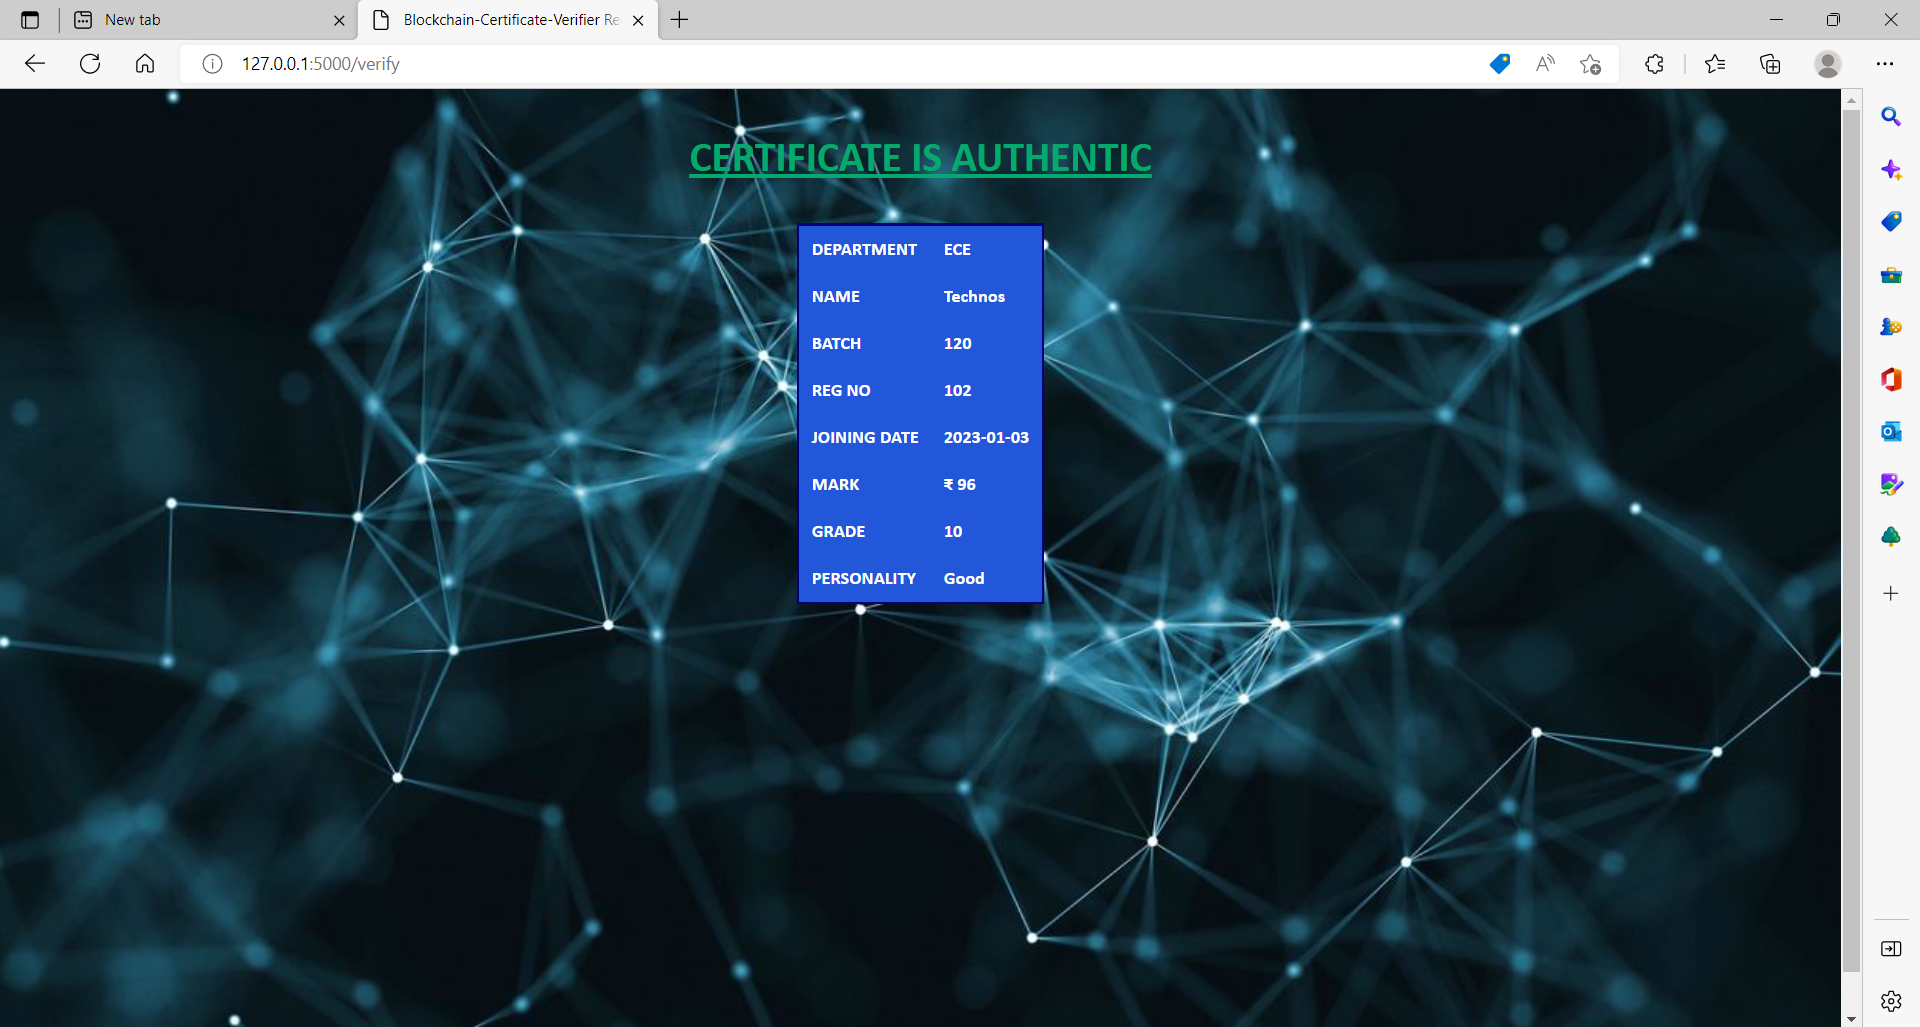 New tab
Blockchain-Certificate-Verifier Re
127.0.0.1:5000/verify
CERTIFICATE IS AUTHENTIC
DEPARTMENT ECE
NAME Technos
BATCH 120
REG NO 102
JOINING DATE 2023-01-03
MARK ₹ 96
GRADE 10
PERSONALITY Good